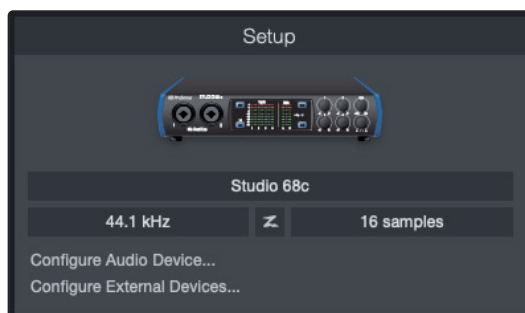 Setup
Studio 68c
44.1 kHz Z 16 samples
Configure Audio Device...
Configure External Devices...